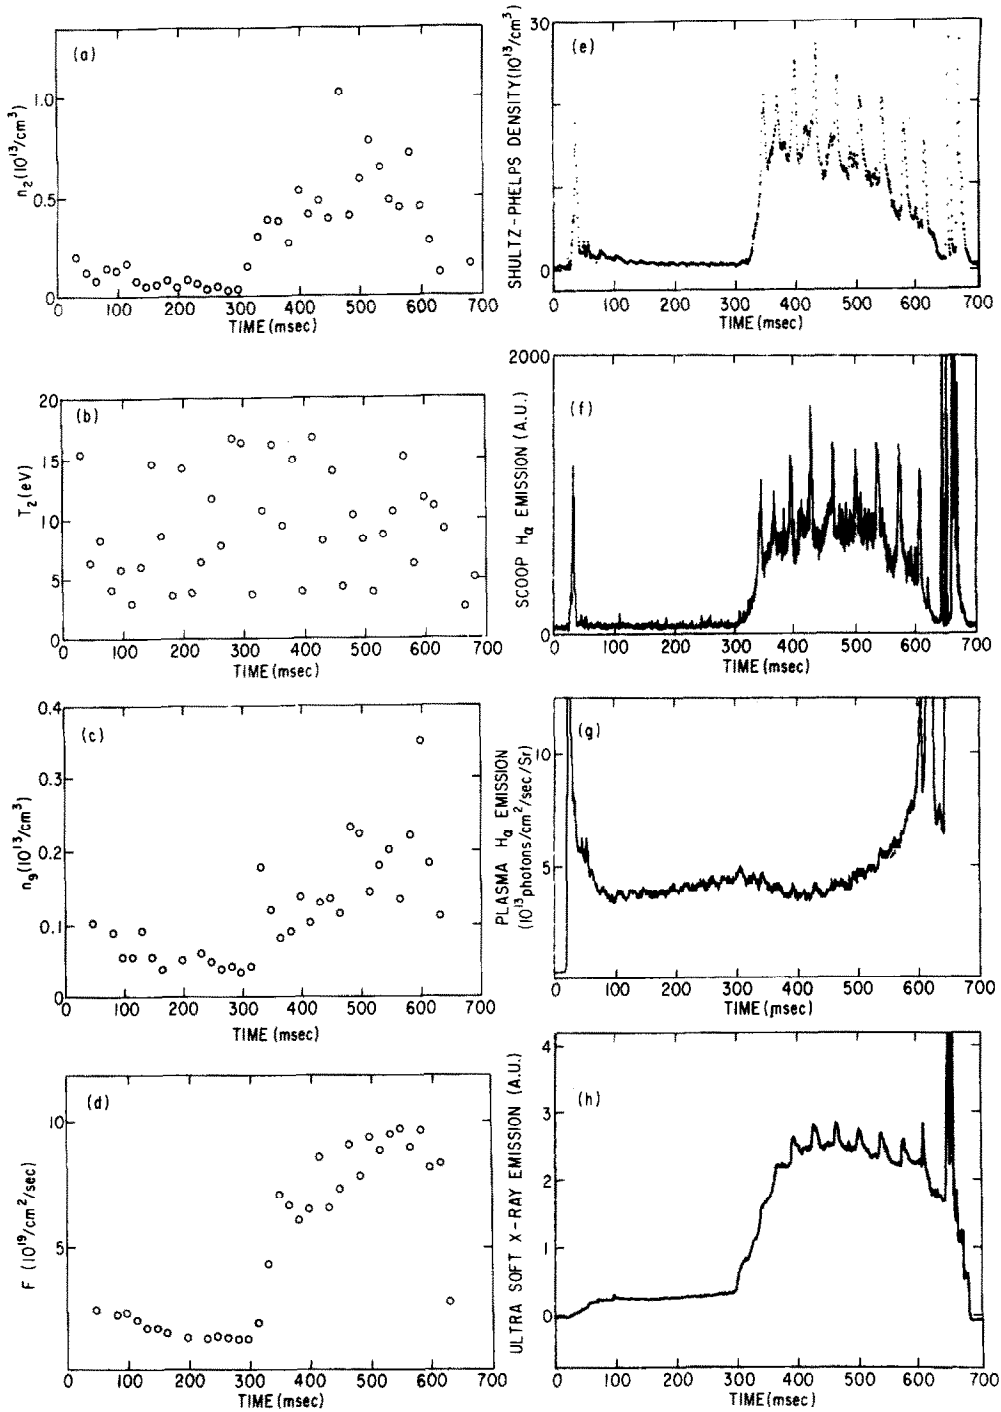 (a)
n2(10^13/cm^3)
1.0
0.5
0
0 100 200 300 400 500 600 700
TIME(msec)
(b)
T2(eV)
20
15
10
5
0
0 100 200 300 400 500 600 700
TIME(msec)
(c)
n9(10^13/cm^3)
0.4
0.3
0.2
0.1
0
0 100 200 300 400 500 600 700
TIME (msec)
(d)
F (10^19/cm^2/sec)
10
5
0 100 200 300 400 500 600 700
TIME(msec)
(e)
SHULTZ-PHELPS DENSITY(10^13/cm^3)
30
0
0 100 200 300 400 500 600 700
TIME(msec)
(f)
SCOOP Hα EMISSION (A.U.)
2000
0
0 100 200 300 400 500 600 700
TIME(msec)
(g)
PLASMA Hα EMISSION
(10^13photons/cm^2/sec/Sr)
10
5
0 100 200 300 400 500 600 700
TIME(msec)
(h)
ULTRA SOFT X-RAY EMISSION (A.U.)
4
3
2
1
0
0 100 200 300 400 500 600 700
TIME(msec)